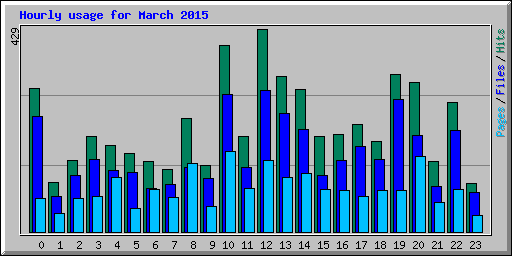 Hourly usage for March 2015
429
Pages / Files / Hits
0 1 2 3 4 5 6 7 8 9 10 11 12 13 14 15 16 17 18 19 20 21 22 23